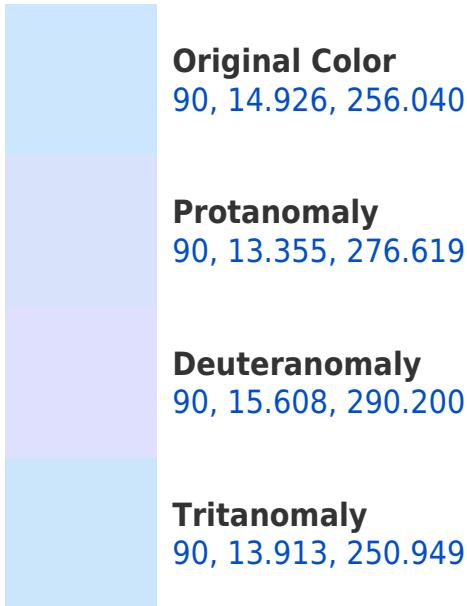 Original Color
90, 14.926, 256.040
Protanomaly
90, 13.355, 276.619
Deuteranomaly
90, 15.608, 290.200
Tritanomaly
90, 13.913, 250.949